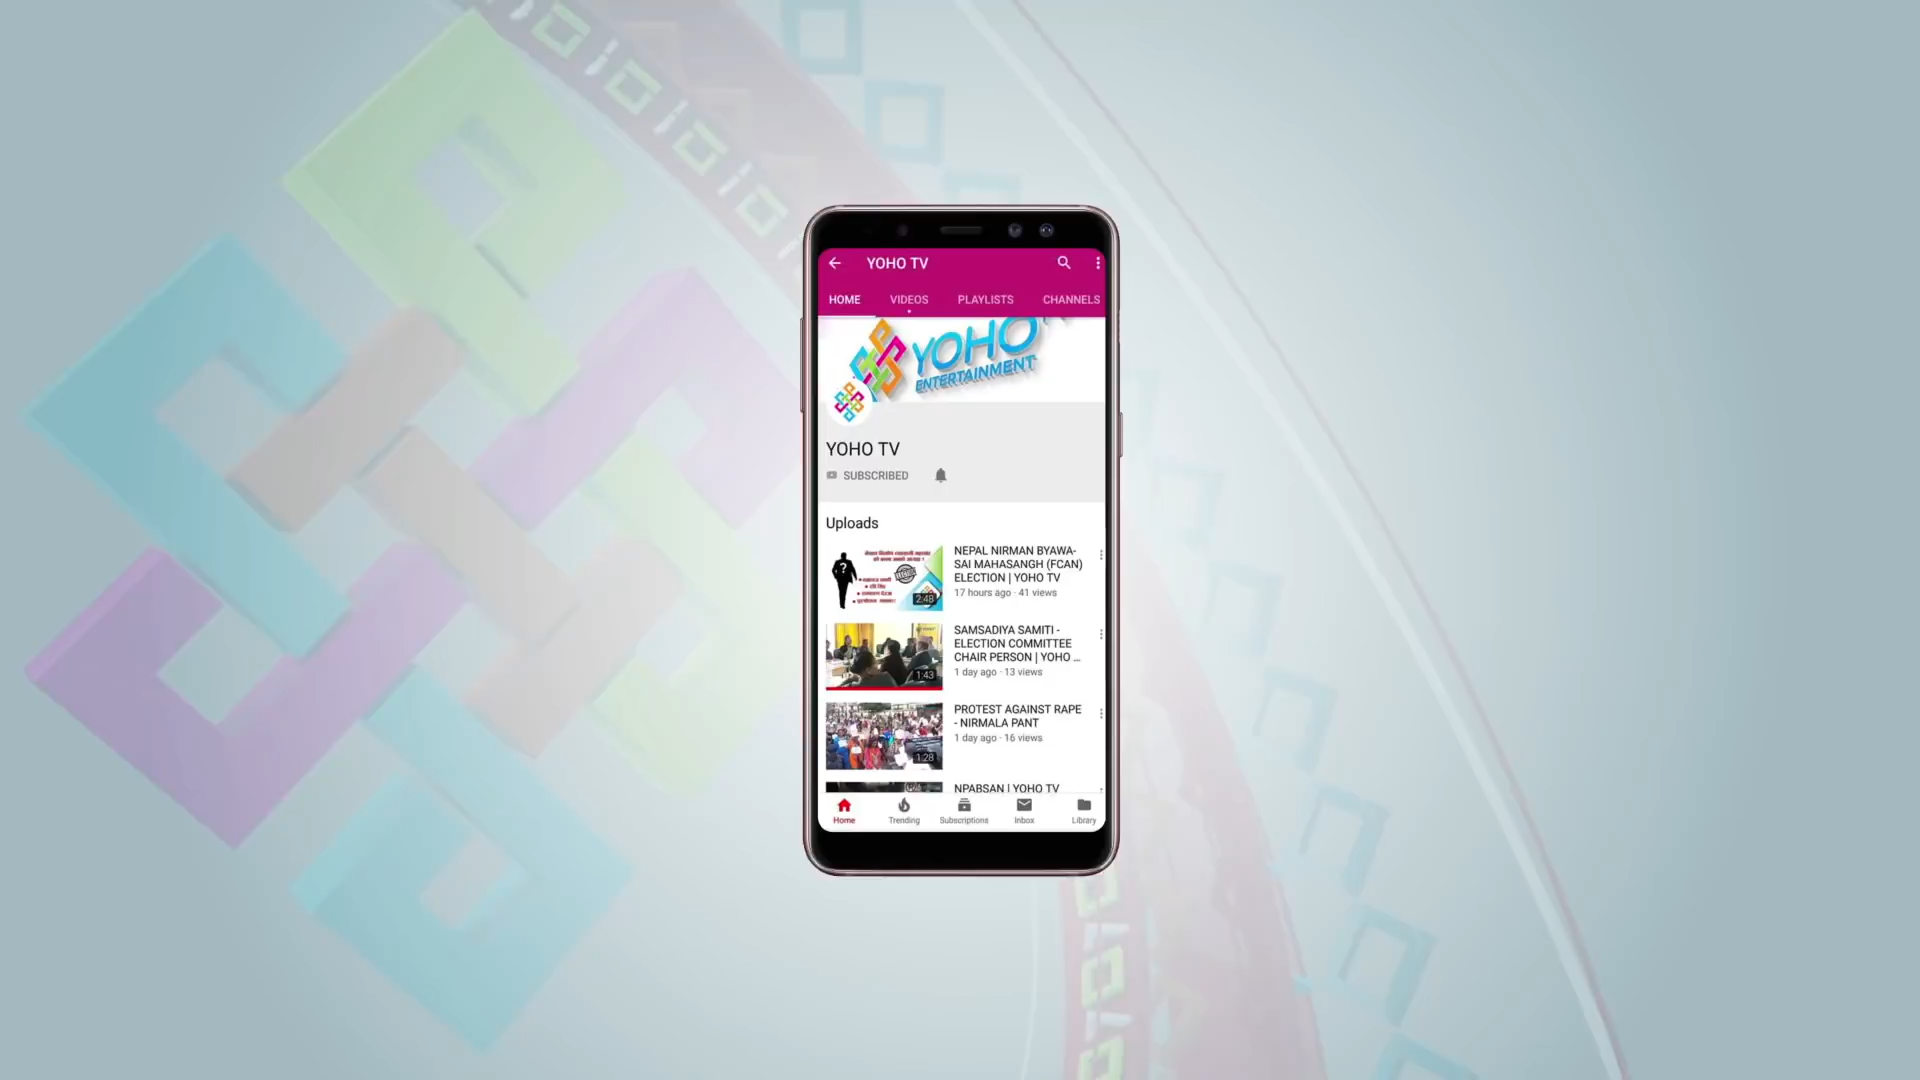 YOHO TV
HOME VIDEOS PLAYLISTS CHANNELS
YOHO
ENTERTAINMENT
YOHO TV
SUBSCRIBED
Uploads
NEPAL NIRMAN BYAWA-
SAI MAHASANGH (FCAN)
ELECTION | YOHO TV
17 hours ago · 41 views
2:48
SAMSADIYA SAMITI -
ELECTION COMMITTEE
CHAIR PERSON | YOHO ...
1 day ago · 13 views
1:43
PROTEST AGAINST RAPE
- NIRMALA PANT
1 day ago · 16 views
1:28
NPABSAN | YOHO TV
Home Trending Subscriptions Inbox Library